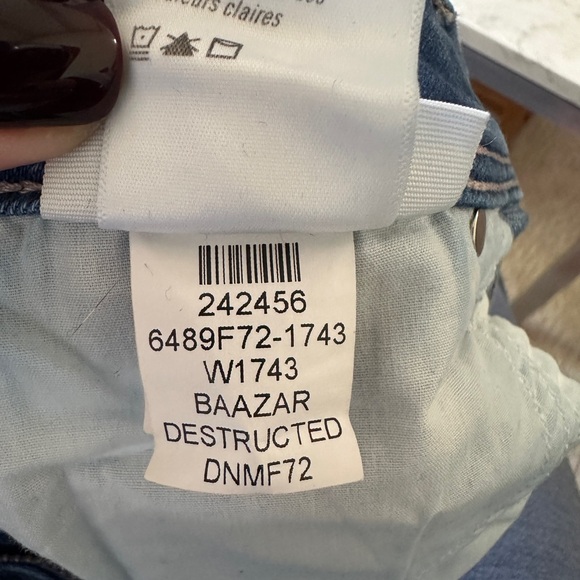 leurs claires
242456
6489F72-1743
W1743
BAAZAR
DESTRUCTED
DNMF72